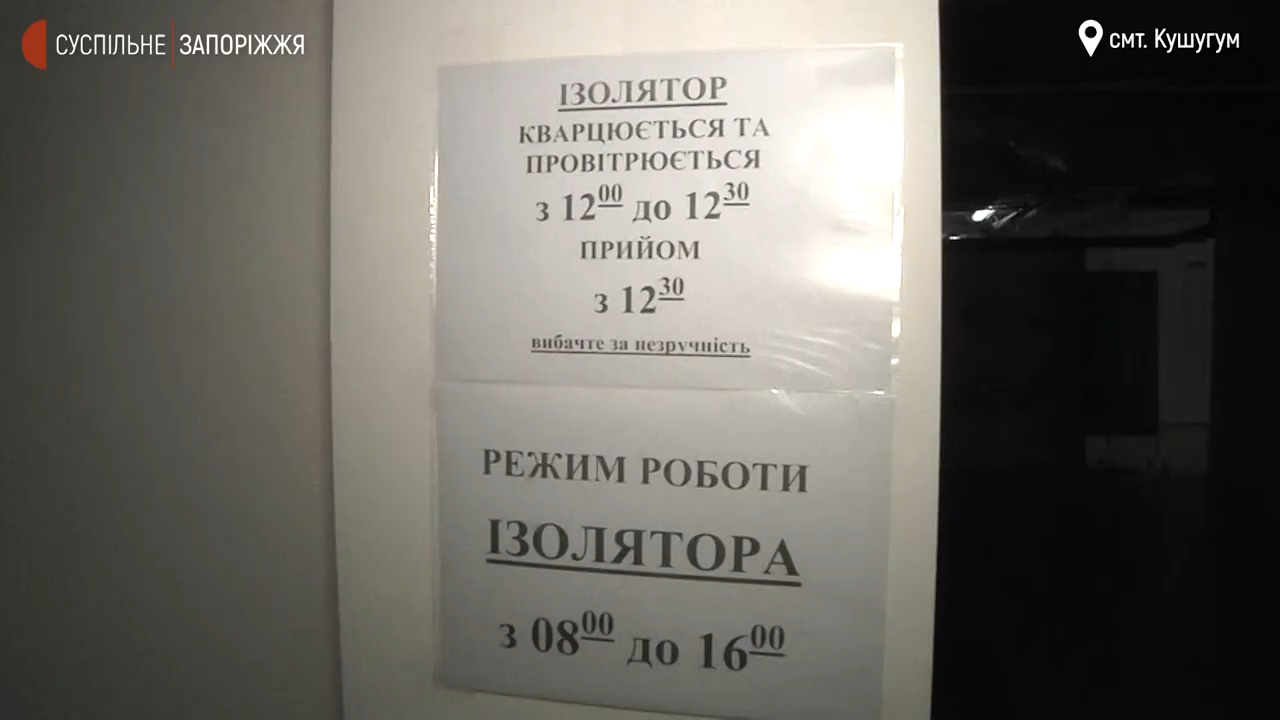 СУСПІЛЬНЕ | ЗАПОРІЖЖЯ
смт. Кушугум
ІЗОЛЯТОР
КВАРЦЮЄТЬСЯ ТА
ПРОВІТРЮЄТЬСЯ
з 12⁰⁰ до 12³⁰
ПРИЙОМ
з 12³⁰
вибачте за незручність
РЕЖИМ РОБОТИ
ІЗОЛЯТОРА
з 08⁰⁰ до 16⁰⁰